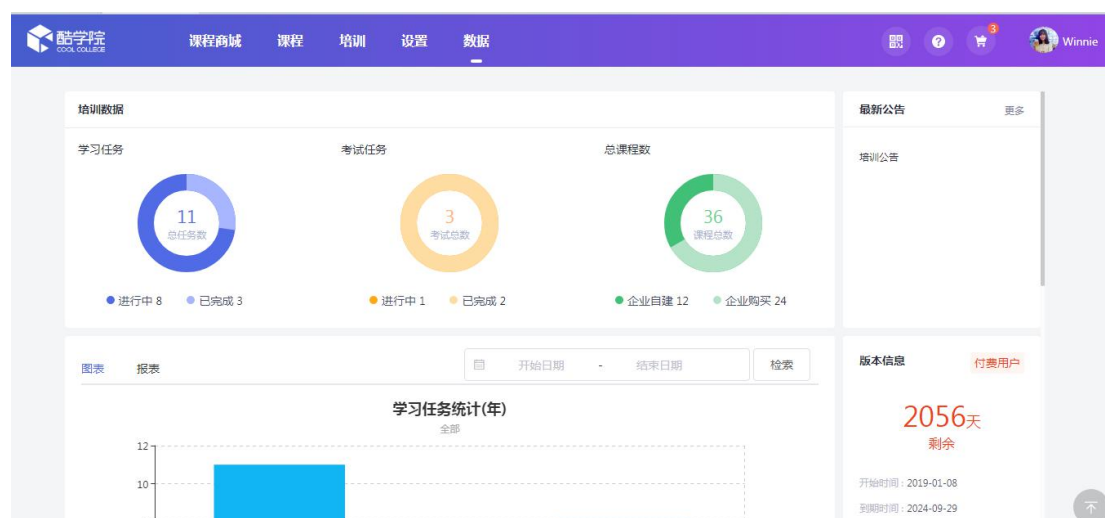 酷学院
COOL COLLEGE
课程商城 课程 培训 设置 数据
3
Winnie
培训数据
学习任务 考试任务 总课程数
11
总任务数
3
考试总数
36
课程总数
进行中 8 已完成 3
进行中 1 已完成 2
企业自建 12 企业购买 24
最新公告 更多
培训公告
图表 报表 开始日期 - 结束日期 检索
学习任务统计(年)
全部
12
10
版本信息 付费用户
2056天
剩余
开始时间 : 2019-01-08
到期时间 : 2024-09-29